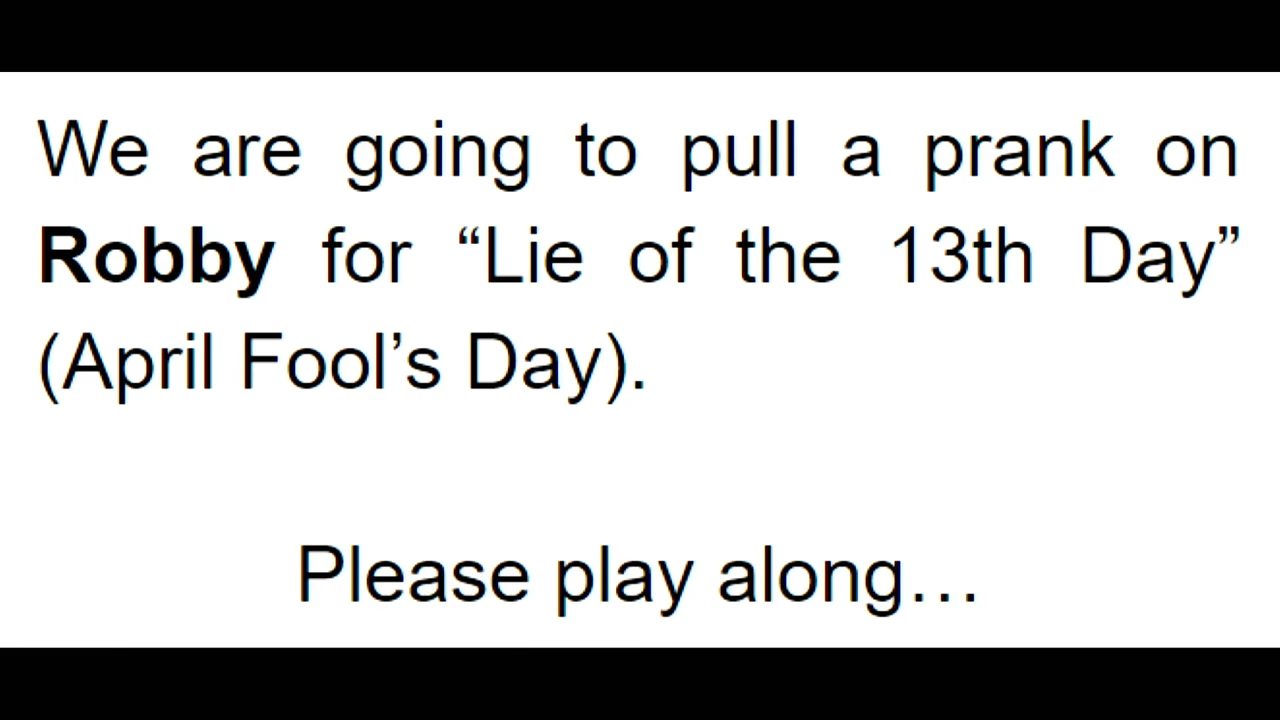 We are going to pull a prank on
Robby for “Lie of the 13th Day”
(April Fool’s Day).
Please play along…